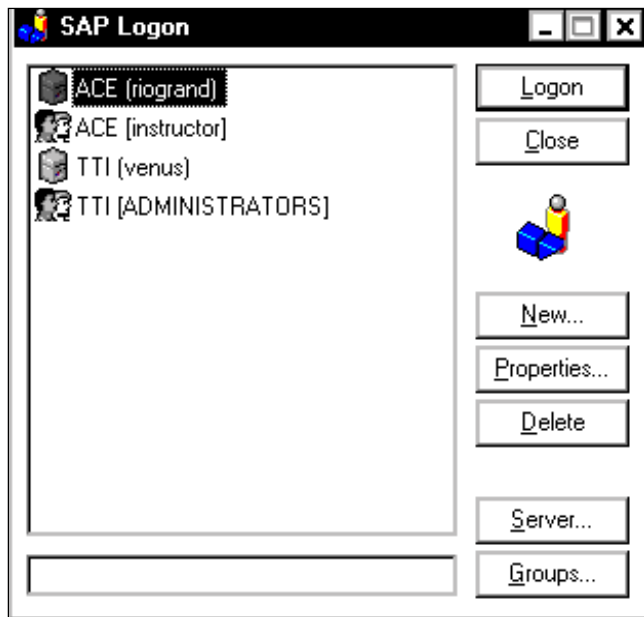 SAP Logon
ACE (riogrand)
ACE [instructor]
TTI (venus)
TTI [ADMINISTRATORS]
Logon
Close
New...
Properties...
Delete
Server...
Groups...